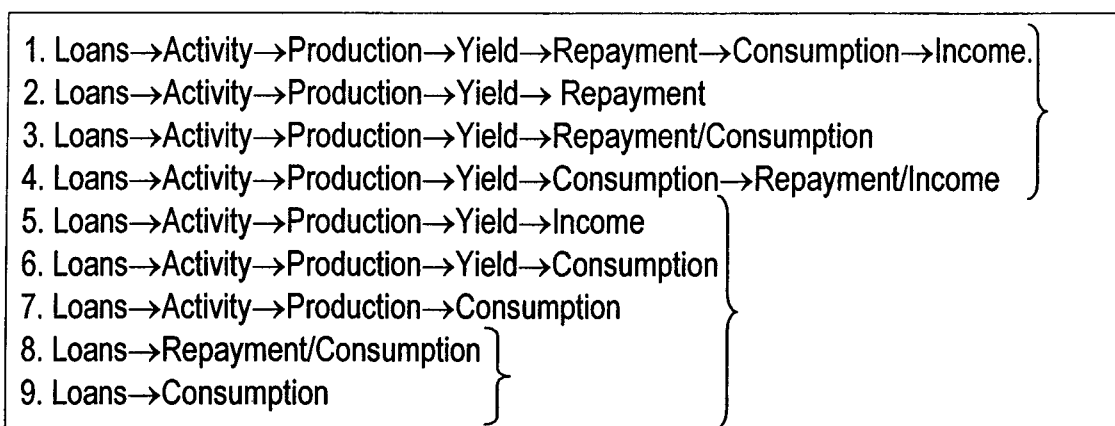 1. Loans→Activity→Production→Yield→Repayment→Consumption→Income.
2. Loans→Activity→Production→Yield→ Repayment
3. Loans→Activity→Production→Yield→Repayment/Consumption
4. Loans→Activity→Production→Yield→Consumption→Repayment/Income
5. Loans→Activity→Production→Yield→Income
6. Loans→Activity→Production→Yield→Consumption
7. Loans→Activity→Production→Consumption
8. Loans→Repayment/Consumption
9. Loans→Consumption